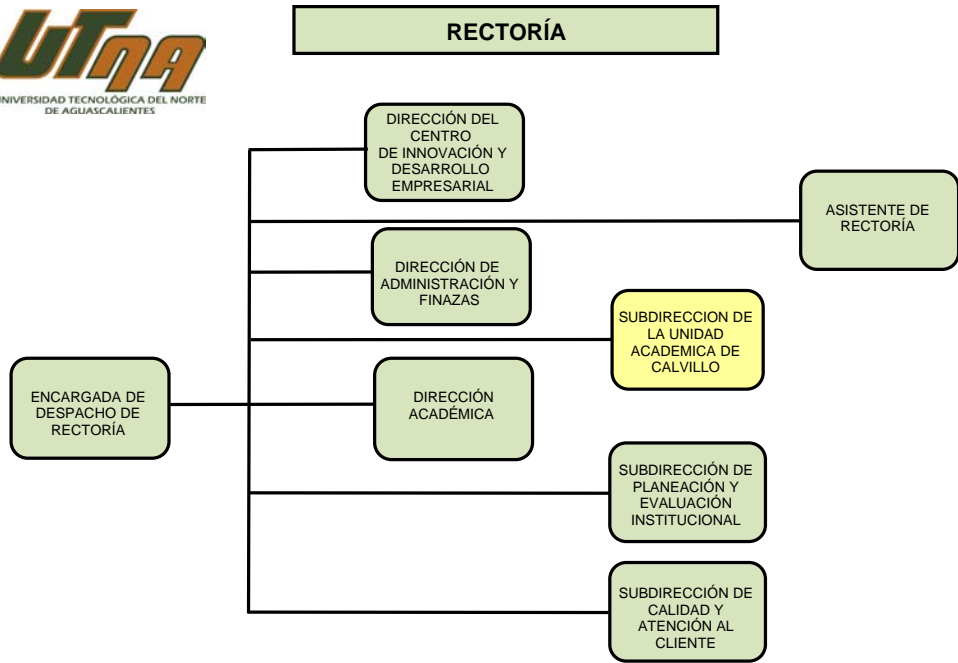 UTNA
UNIVERSIDAD TECNOLÓGICA DEL NORTE
DE AGUASCALIENTES
RECTORÍA
DIRECCIÓN DEL
CENTRO
DE INNOVACIÓN Y
DESARROLLO
EMPRESARIAL
ASISTENTE DE
RECTORÍA
DIRECCIÓN DE
ADMINISTRACIÓN Y
FINAZAS
SUBDIRECCION DE
LA UNIDAD
ACADEMICA DE
CALVILLO
ENCARGADA DE
DESPACHO DE
RECTORÍA
DIRECCIÓN
ACADÉMICA
SUBDIRECCIÓN DE
PLANEACIÓN Y
EVALUACIÓN
INSTITUCIONAL
SUBDIRECCIÓN DE
CALIDAD Y
ATENCIÓN AL
CLIENTE